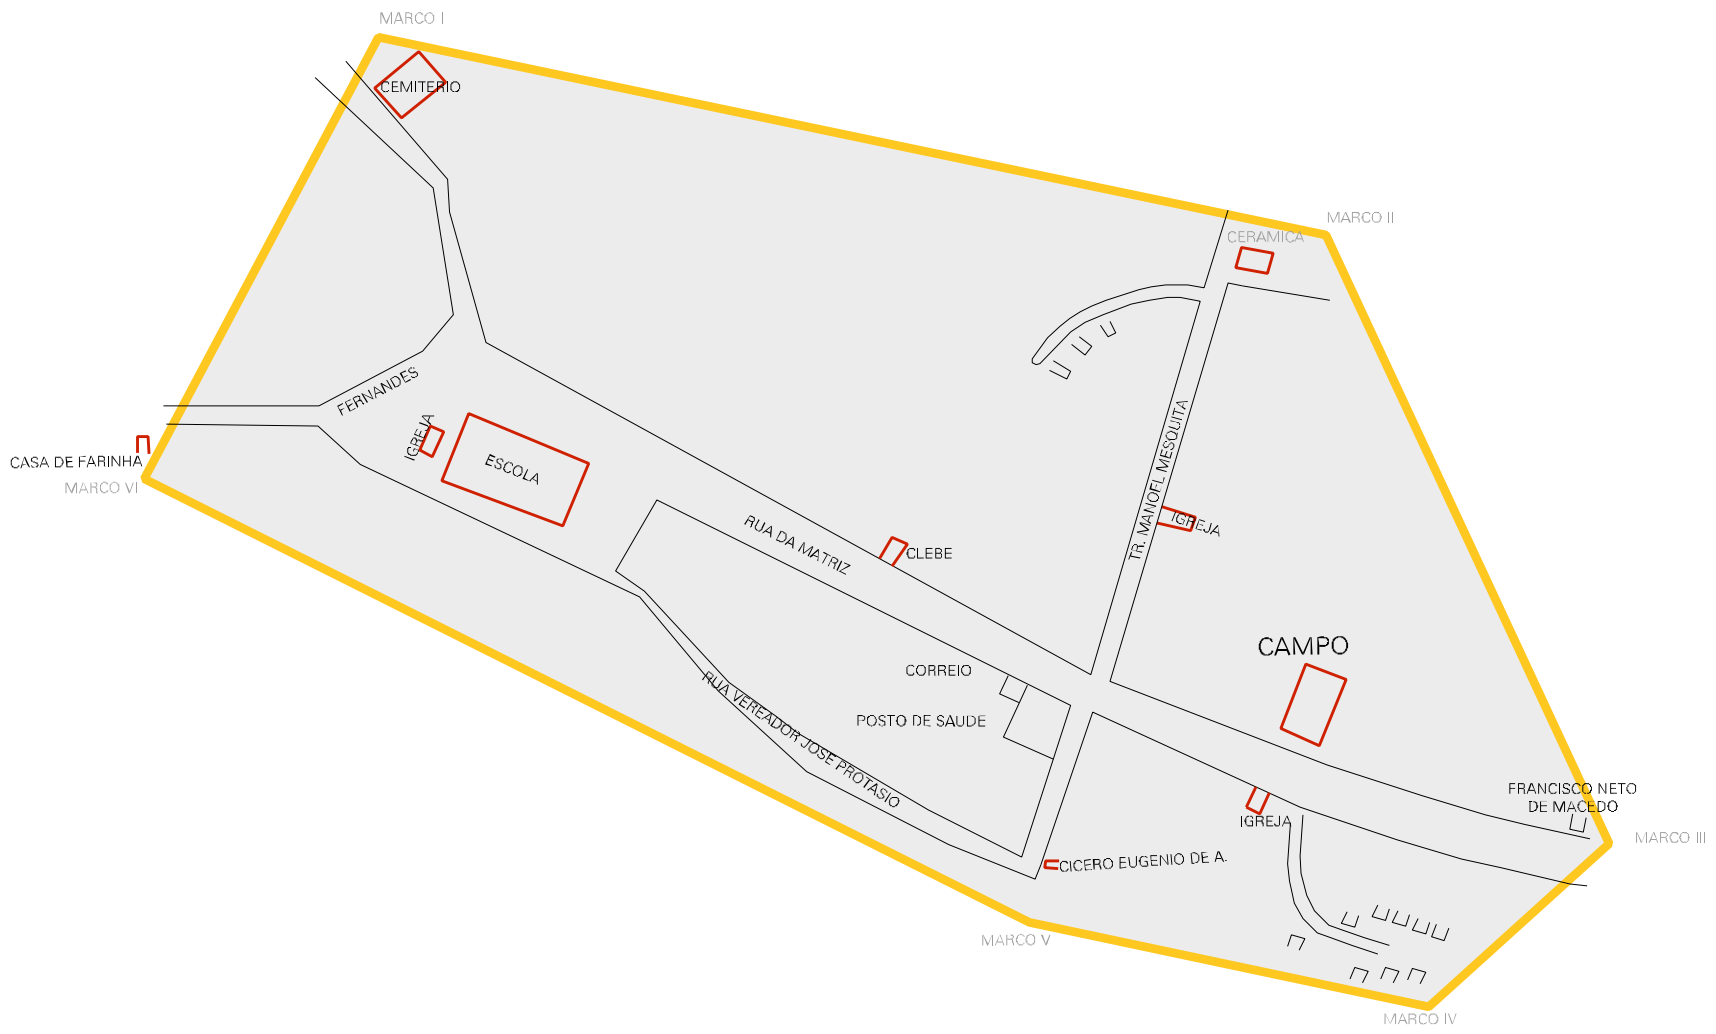 MARCO I
CEMITERIO
MARCO II
CERAMICA
FERNANDES
IGREJA
ESCOLA
CASA DE FARINHA
MARCO VI
TR. MANOEL MESQUITA
IGREJA
RUA DA MATRIZ
CLEBE
CAMPO
CORREIO
POSTO DE SAUDE
RUA VEREADOR JOSE PROTASIO
FRANCISCO NETO
DE MACEDO
IGREJA
MARCO III
CICERO EUGENIO DE A.
MARCO V
MARCO IV